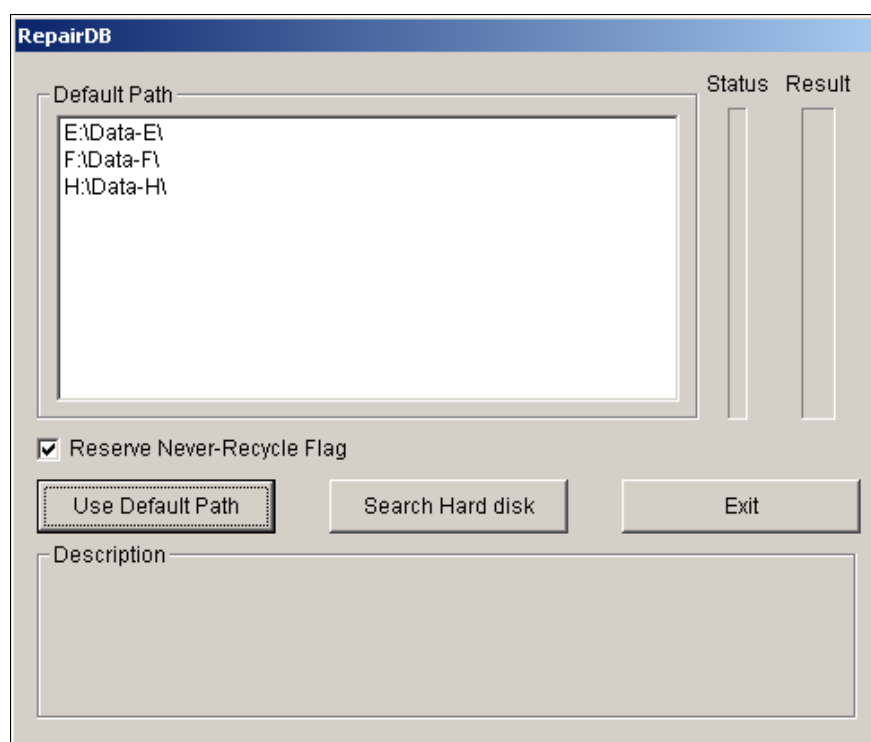 RepairDB
Default Path
Status Result
E:\Data-E\
F:\Data-F\
H:\Data-H\
Reserve Never-Recycle Flag
Use Default Path
Search Hard disk
Exit
Description